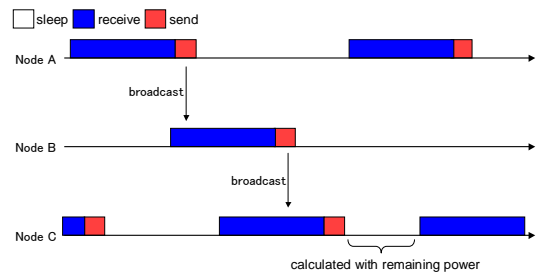 sleep receive send
Node A
broadcast
Node B
broadcast
Node C
calculated with remaining power